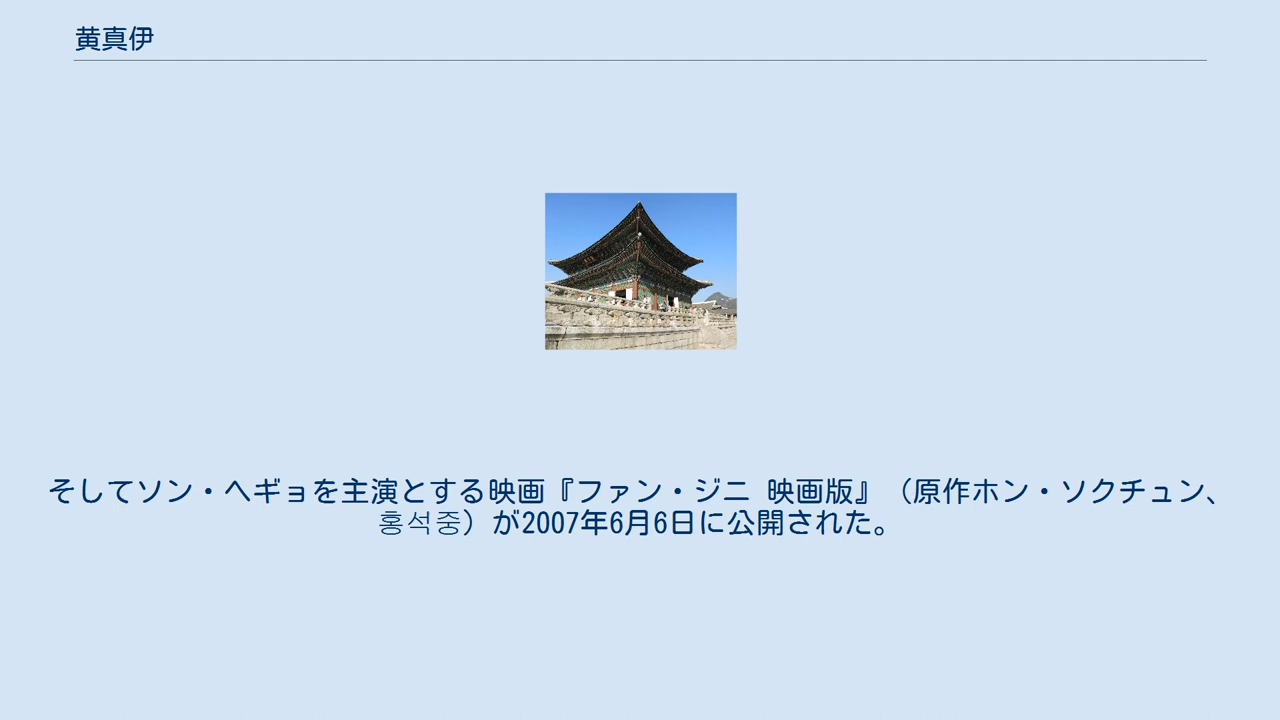 黄真伊
そしてソン・ヘギョを主演とする映画『ファン・ジニ 映画版』（原作ホン・ソクチュン、
홍석중）が2007年6月6日に公開された。